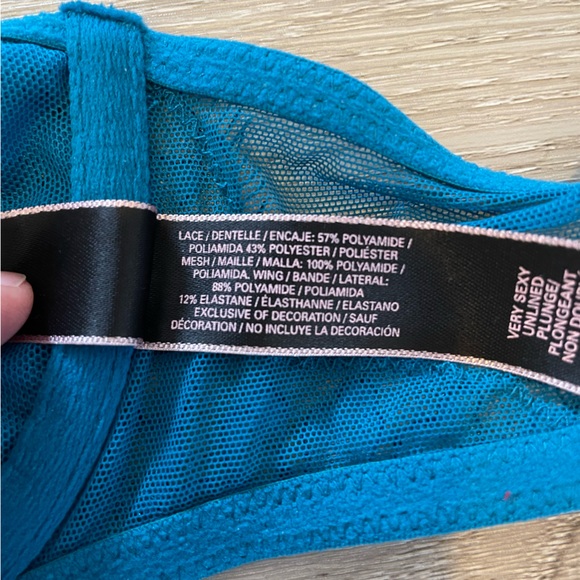 LACE / DENTELLE / ENCAJE: 57% POLYAMIDE /
POLIAMIDA 43% POLYESTER / POLIÉSTER
MESH / MAILLE / MALLA: 100% POLYAMIDE /
POLIAMIDA. WING / BANDE / LATERAL:
88% POLYAMIDE / POLIAMIDA
12% ELASTANE / ÉLASTHANNE / ELASTANO
EXCLUSIVE OF DECORATION / SAUF
DÉCORATION / NO INCLUYE LA DECORACIÓN
VERY SEXY
UNLINED
PLUNGE/
PLONGEANT
NON